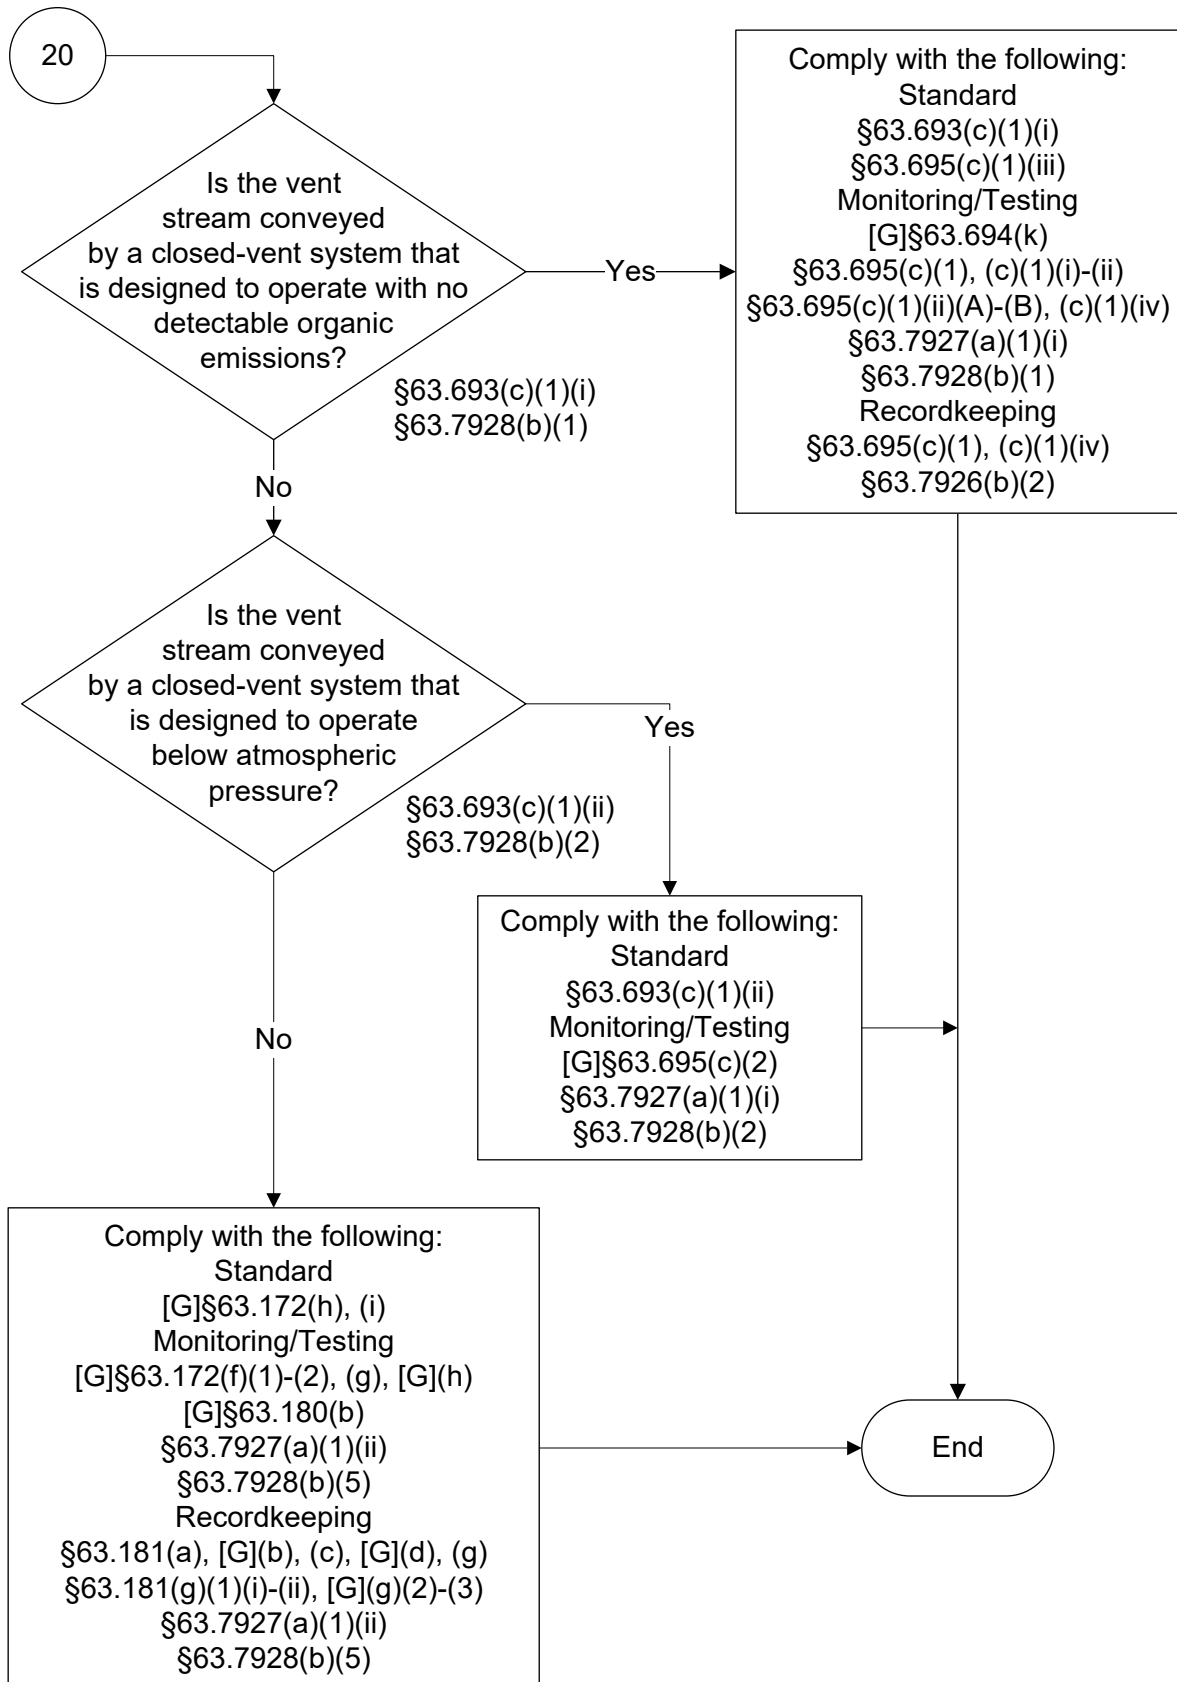 20
Is the vent
stream conveyed
by a closed-vent system that
is designed to operate with no
detectable organic
emissions?
§63.693(c)(1)(i)
§63.7928(b)(1)
Yes
Comply with the following:
Standard
§63.693(c)(1)(i)
§63.695(c)(1)(iii)
Monitoring/Testing
[G]§63.694(k)
§63.695(c)(1), (c)(1)(i)-(ii)
§63.695(c)(1)(ii)(A)-(B), (c)(1)(iv)
§63.7927(a)(1)(i)
§63.7928(b)(1)
Recordkeeping
§63.695(c)(1), (c)(1)(iv)
§63.7926(b)(2)
No
Is the vent
stream conveyed
by a closed-vent system that
is designed to operate
below atmospheric
pressure?
§63.693(c)(1)(ii)
§63.7928(b)(2)
Yes
Comply with the following:
Standard
§63.693(c)(1)(ii)
Monitoring/Testing
[G]§63.695(c)(2)
§63.7927(a)(1)(i)
§63.7928(b)(2)
No
Comply with the following:
Standard
[G]§63.172(h), (i)
Monitoring/Testing
[G]§63.172(f)(1)-(2), (g), [G](h)
[G]§63.180(b)
§63.7927(a)(1)(ii)
§63.7928(b)(5)
Recordkeeping
§63.181(a), [G](b), (c), [G](d), (g)
§63.181(g)(1)(i)-(ii), [G](g)(2)-(3)
§63.7927(a)(1)(ii)
§63.7928(b)(5)
End